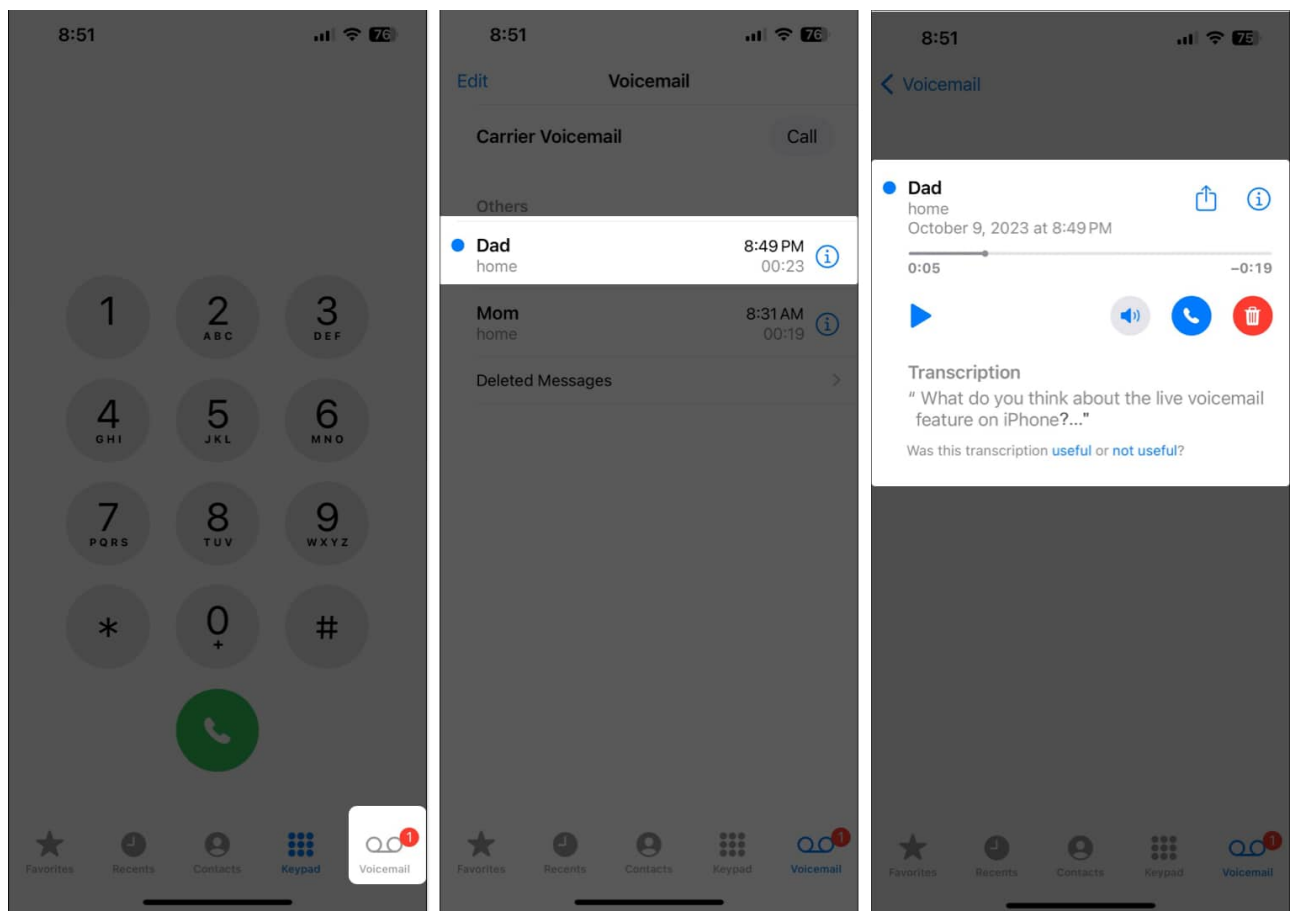 8:51
76
1
2
ABC
3
DEF
4
GHI
5
JKL
6
MNO
7
PQRS
8
TUV
9
WXYZ
*
0
+
#
1
Favorites
Recents
Contacts
Keypad
Voicemail
8:51
76
Edit
Voicemail
Carrier Voicemail
Call
Others
Dad
8:49 PM
home
00:23
Mom
8:31 AM
home
00:19
Deleted Messages
1
Favorites
Recents
Contacts
Keypad
Voicemail
8:51
75
Voicemail
Dad
home
October 9, 2023 at 8:49 PM
0:05
−0:19
Transcription
“ What do you think about the live voicemail
feature on iPhone?..."
Was this transcription useful or not useful?
1
Favorites
Recents
Contacts
Keypad
Voicemail